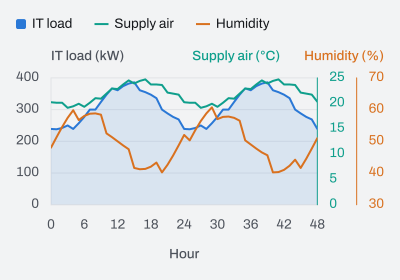 IT load Supply air Humidity
IT load (kW) Supply air (°C) Humidity (%)
400 25 70
300 20 60
15
200 10 50
100 5 40
0 0 30
0 6 12 18 24 30 36 42 48
Hour